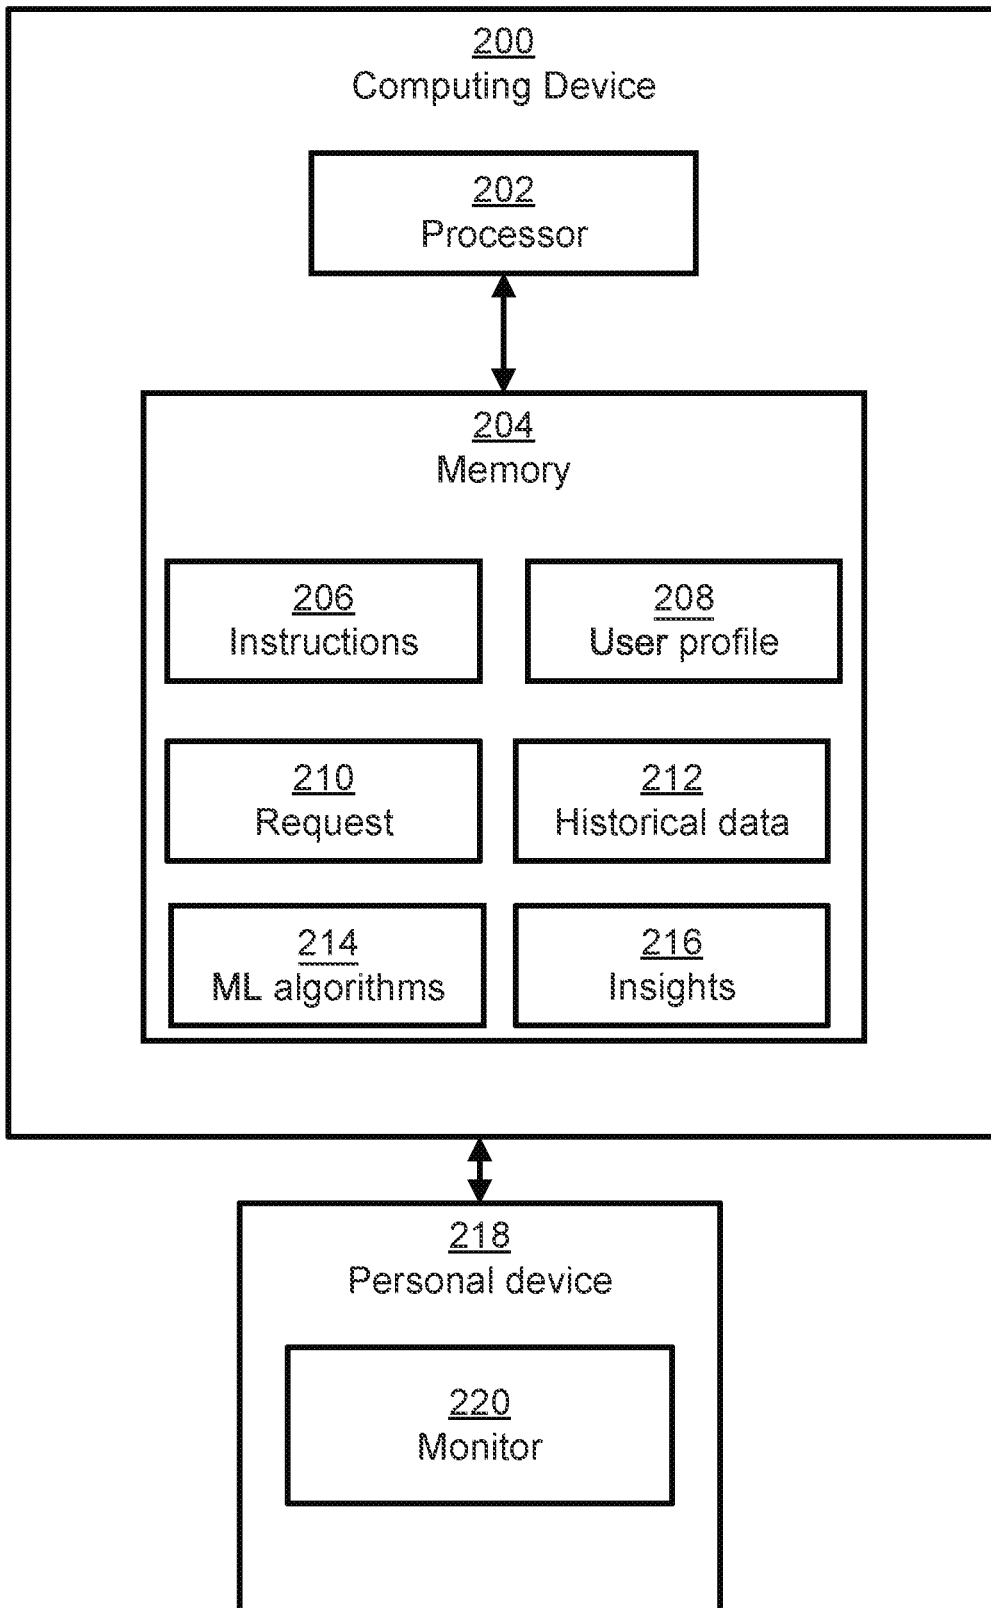 200
Computing Device
202
Processor
204
Memory
206
Instructions
208
User profile
210
Request
212
Historical data
214
ML algorithms
216
Insights
218
Personal device
220
Monitor